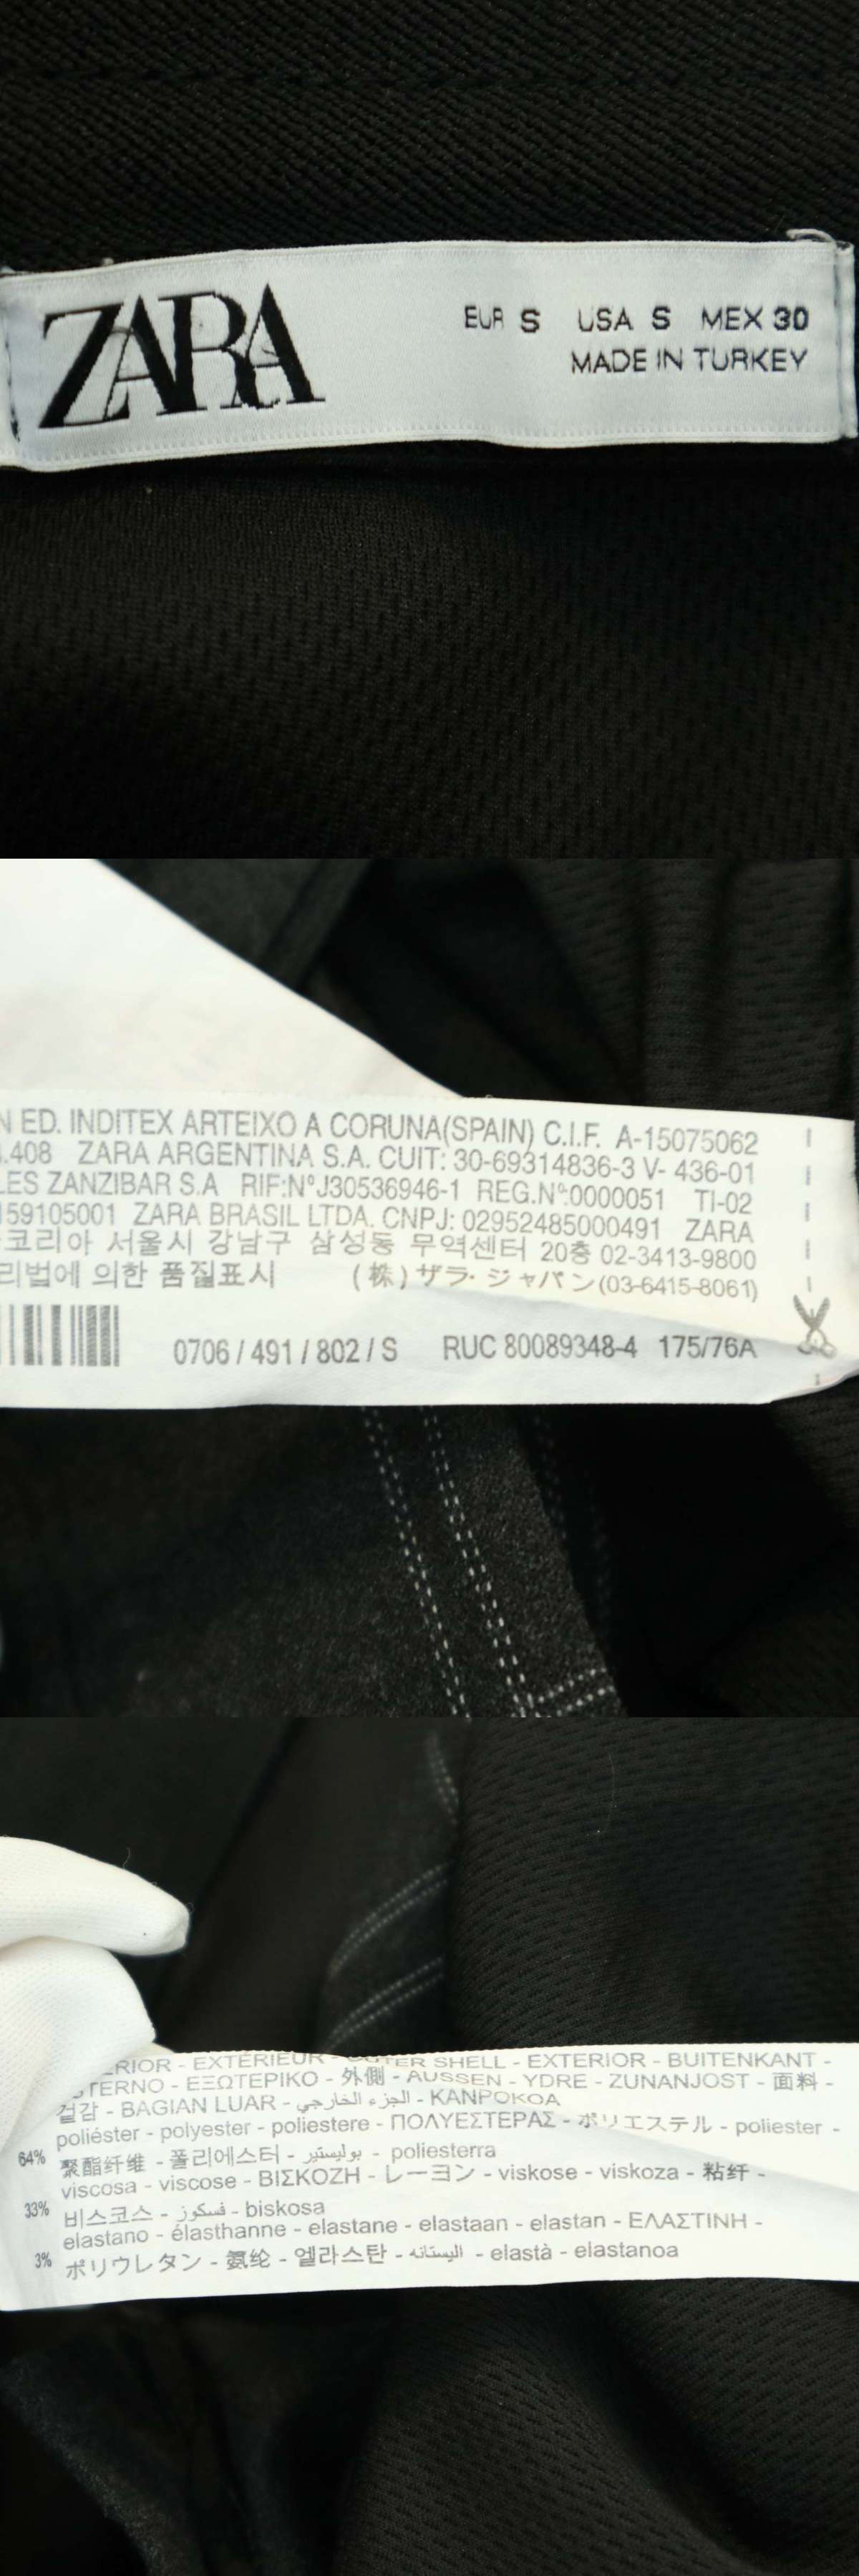 ZARA
EUR S USA S MEX 30
MADE IN TURKEY
N ED. INDITEX ARTEIXO A CORUNA(SPAIN) C.I.F. A-15075062
.408 ZARA ARGENTINA S.A. CUIT: 30-69314836-3 V- 436-01
LES ZANZIBAR S.A RIF:NºJ30536946-1 REG.Nº:0000051 TI-02
159105001 ZARA BRASIL LTDA. CNPJ: 02952485000491 ZARA
코리아 서울시 강남구 삼성동 무역센터 20층 02-3413-9800
리법에 의한 품질표시 (株)ザラ・ジャパン(03-6415-8061)
0706 / 491 / 802 / S RUC 80089348-4 175/76A
1
ERIOR - EXTÉRIEUR - OUTER SHELL - EXTERIOR - BUITENKANT -
STERNO - ΕΞΩΤΕΡΙΚΟ - 外側 - AUSSEN - YDRE - ZUNANJOST - 面料 -
겉감 - BAGIAN LUAR - الجزء الخارجي - KANPOKOA
64% poliéster - polyester - poliestere - ΠΟΛΥΕΣΤΕΡΑΣ - ポリエステル - poliester -
聚酯纤维 - 폴리에스터 - بوليستير - poliesterra
33% viscosa - viscose - ΒΙΣΚΟΖΗ - レーヨン - viskose - viskoza - 粘纤 -
비스코스 - فسكوز - biskosa
3% elastano - élasthanne - elastane - elastaan - elastan - ΕΛΑΣΤΙΝΗ -
ポリウレタン - 氨纶 - 엘라스탄 - اليستانه - elastà - elastanoa